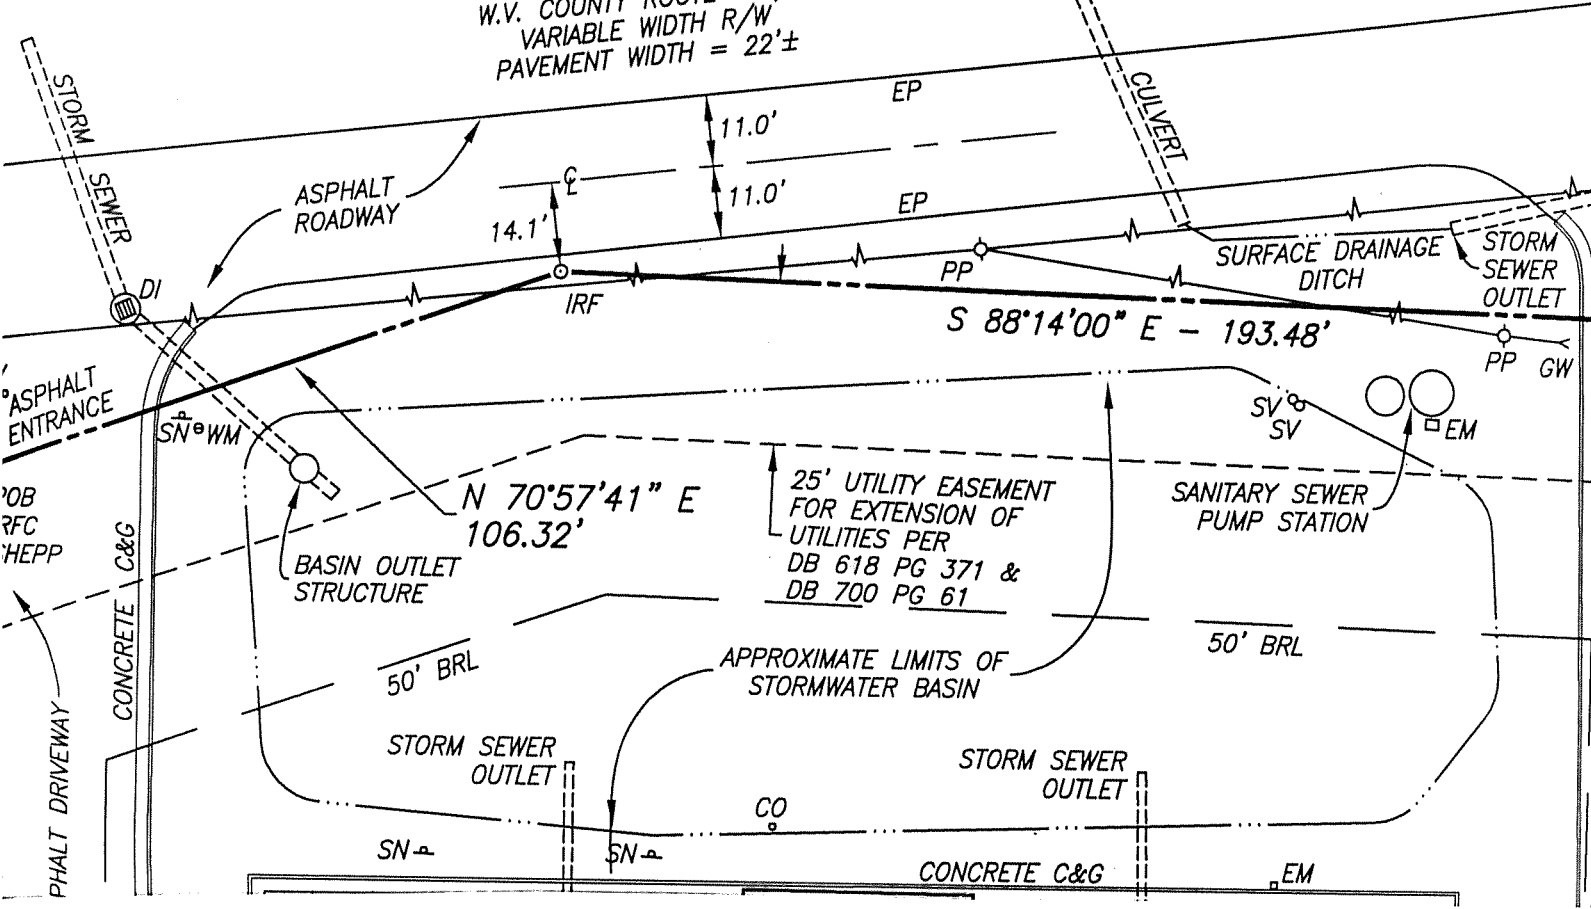 W.V. COUNTY
VARIABLE WIDTH R/W
PAVEMENT WIDTH = 22'±
STORM
SEWER
ASPHALT
ROADWAY
EP
11.0'
℄
14.1'
11.0'
EP
CULVERT
DI
IRF
PP
SURFACE DRAINAGE
DITCH
STORM
SEWER
OUTLET
S 88°14'00" E - 193.48'
PP
GW
ASPHALT
ENTRANCE
SN WM
SV
SV
EM
N 70°57'41" E
106.32'
25' UTILITY EASEMENT
FOR EXTENSION OF
UTILITIES PER
DB 618 PG 371 &
DB 700 PG 61
SANITARY SEWER
PUMP STATION
OB
RFC
HEPP
CONCRETE C&G
BASIN OUTLET
STRUCTURE
50' BRL
50' BRL
APPROXIMATE LIMITS OF
STORMWATER BASIN
PHALT DRIVEWAY
STORM SEWER
OUTLET
STORM SEWER
OUTLET
CO
SN
SN
CONCRETE C&G
EM